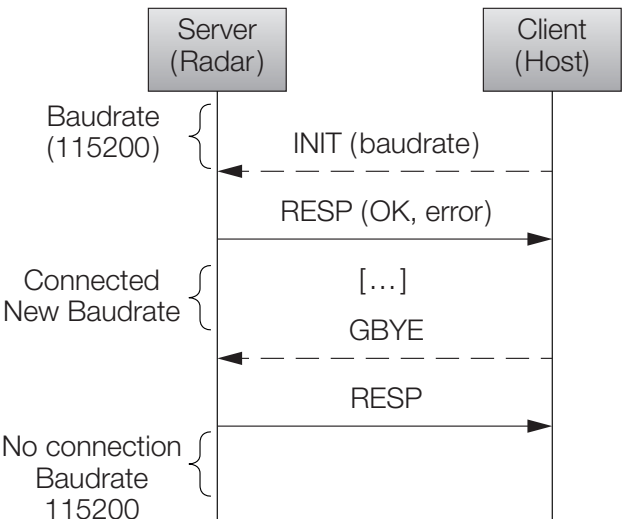 Server
(Radar)
Client
(Host)
Baudrate
(115200)
INIT (baudrate)
RESP (OK, error)
Connected
New Baudrate
[…]
GBYE
RESP
No connection
Baudrate
115200